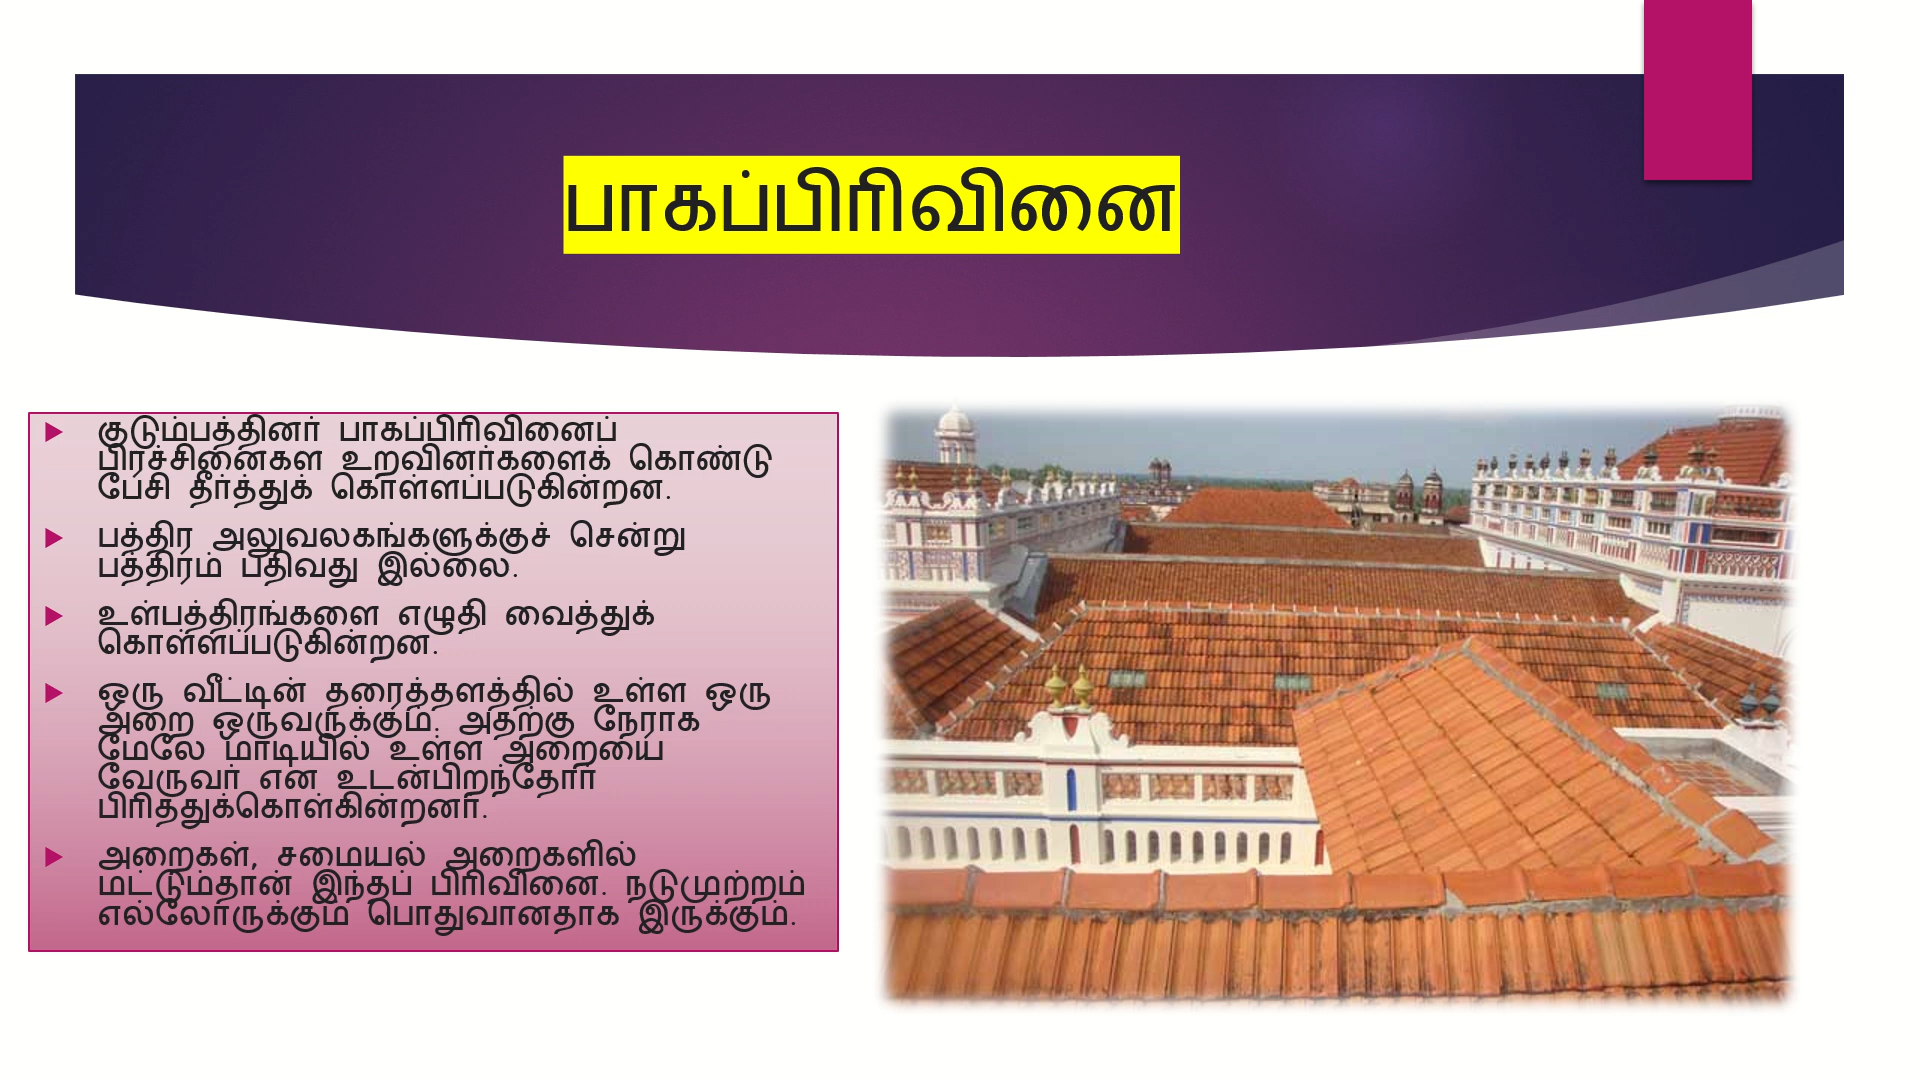 பாகப்பிரிவினை
குடும்பத்தினர் பாகப்பிரிவினைப்
பிரச்சினைகள உறவினர்களைக் கொண்டு
பேசி தீர்த்துக் கொள்ளப்படுகின்றன.
பத்திர அலுவலகங்களுக்குச் சென்று
பத்திரம் பதிவது இல்லை.
உள்பத்திரங்களை எழுதி வைத்துக்
கொள்ளப்படுகின்றன.
ஒரு வீட்டின் தரைத்தளத்தில் உள்ள ஒரு
அறை ஒருவருக்கும். அதற்கு நேராக
மேலே மாடியில் உள்ள அறையை
வேருவர் என உடன்பிறந்தோர்
பிரித்துக்கொள்கின்றனர்.
அறைகள், சமையல் அறைகளில்
மட்டும்தான் இந்தப் பிரிவினை. நடுமுற்றம்
எல்லோருக்கும் பொதுவானதாக இருக்கும்.